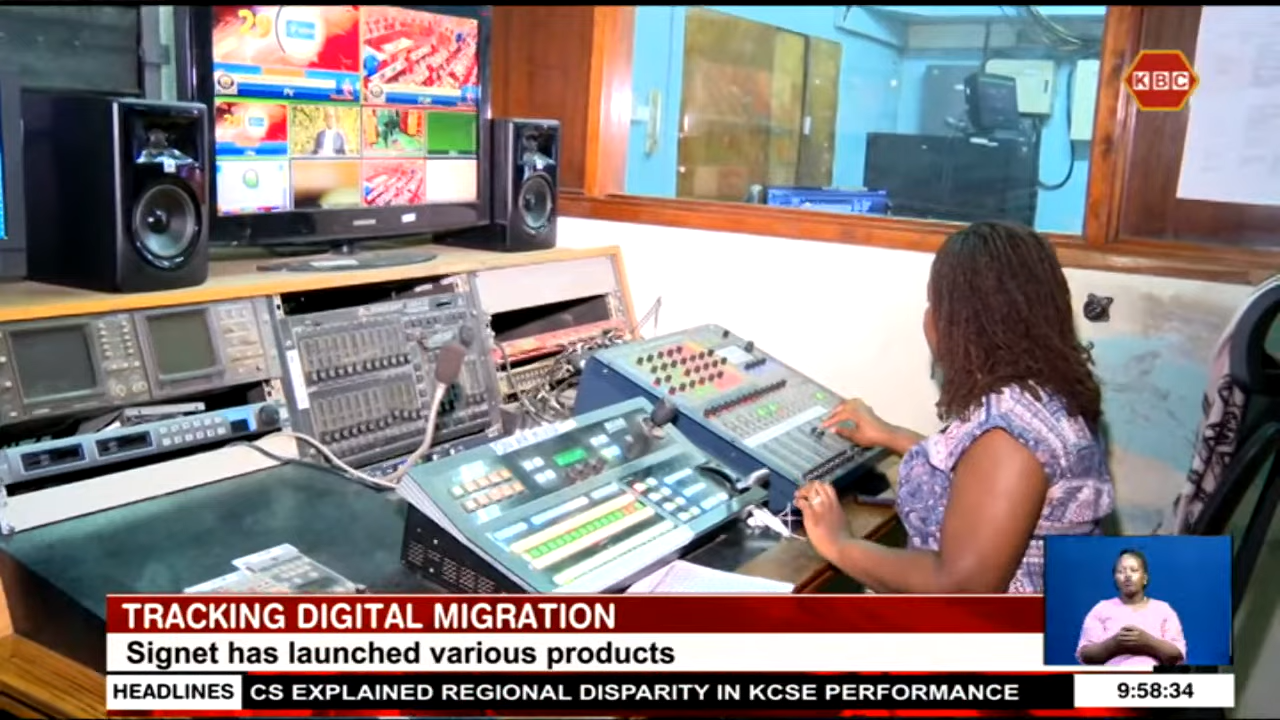 KBC
TRACKING DIGITAL MIGRATION
Signet has launched various products
HEADLINES CS EXPLAINED REGIONAL DISPARITY IN KCSE PERFORMANCE 9:58:34